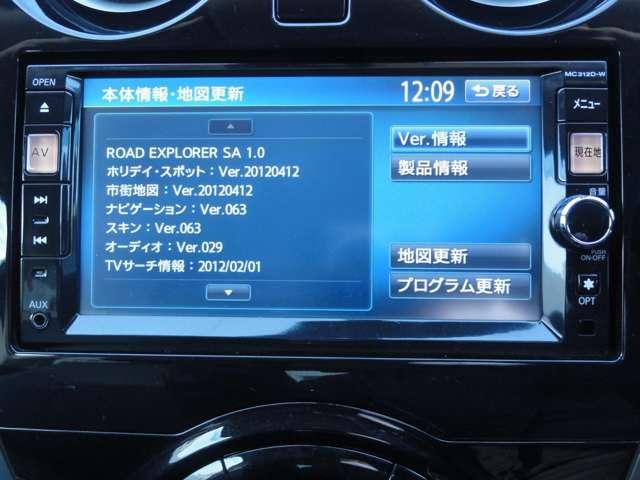 OPEN
MC312D-W
本体情報・地図更新
12:09
戻る
メニュー
AV
ROAD EXPLORER SA 1.0
ホリデイ・スポット：Ver.20120412
市街地図：Ver.20120412
ナビゲーション：Ver.063
スキン：Ver.063
オーディオ：Ver.029
TVサーチ情報：2012/02/01
Ver.情報
製品情報
地図更新
プログラム更新
現在地
音量
PUSH
ON-OFF
OPT
AUX